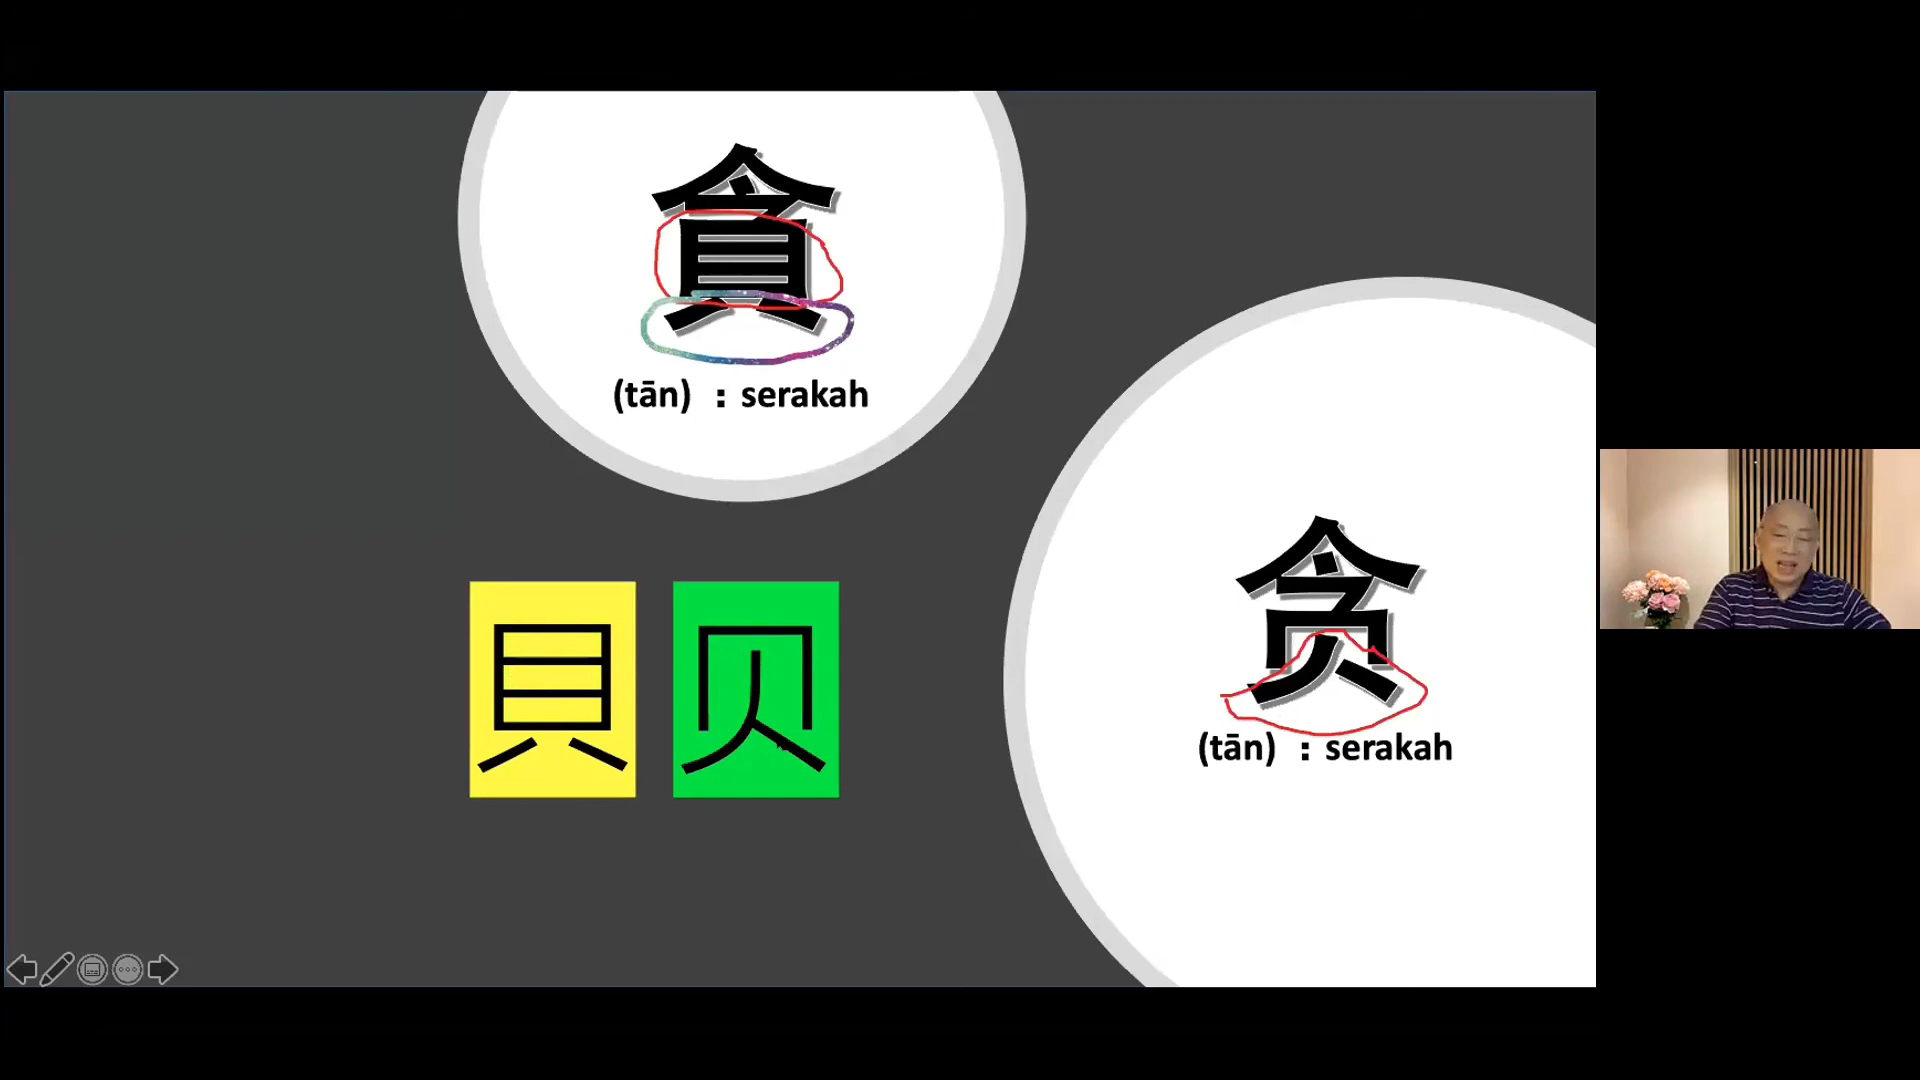 貪
(tān) : serakah
貝 贝
贪
(tān) : serakah